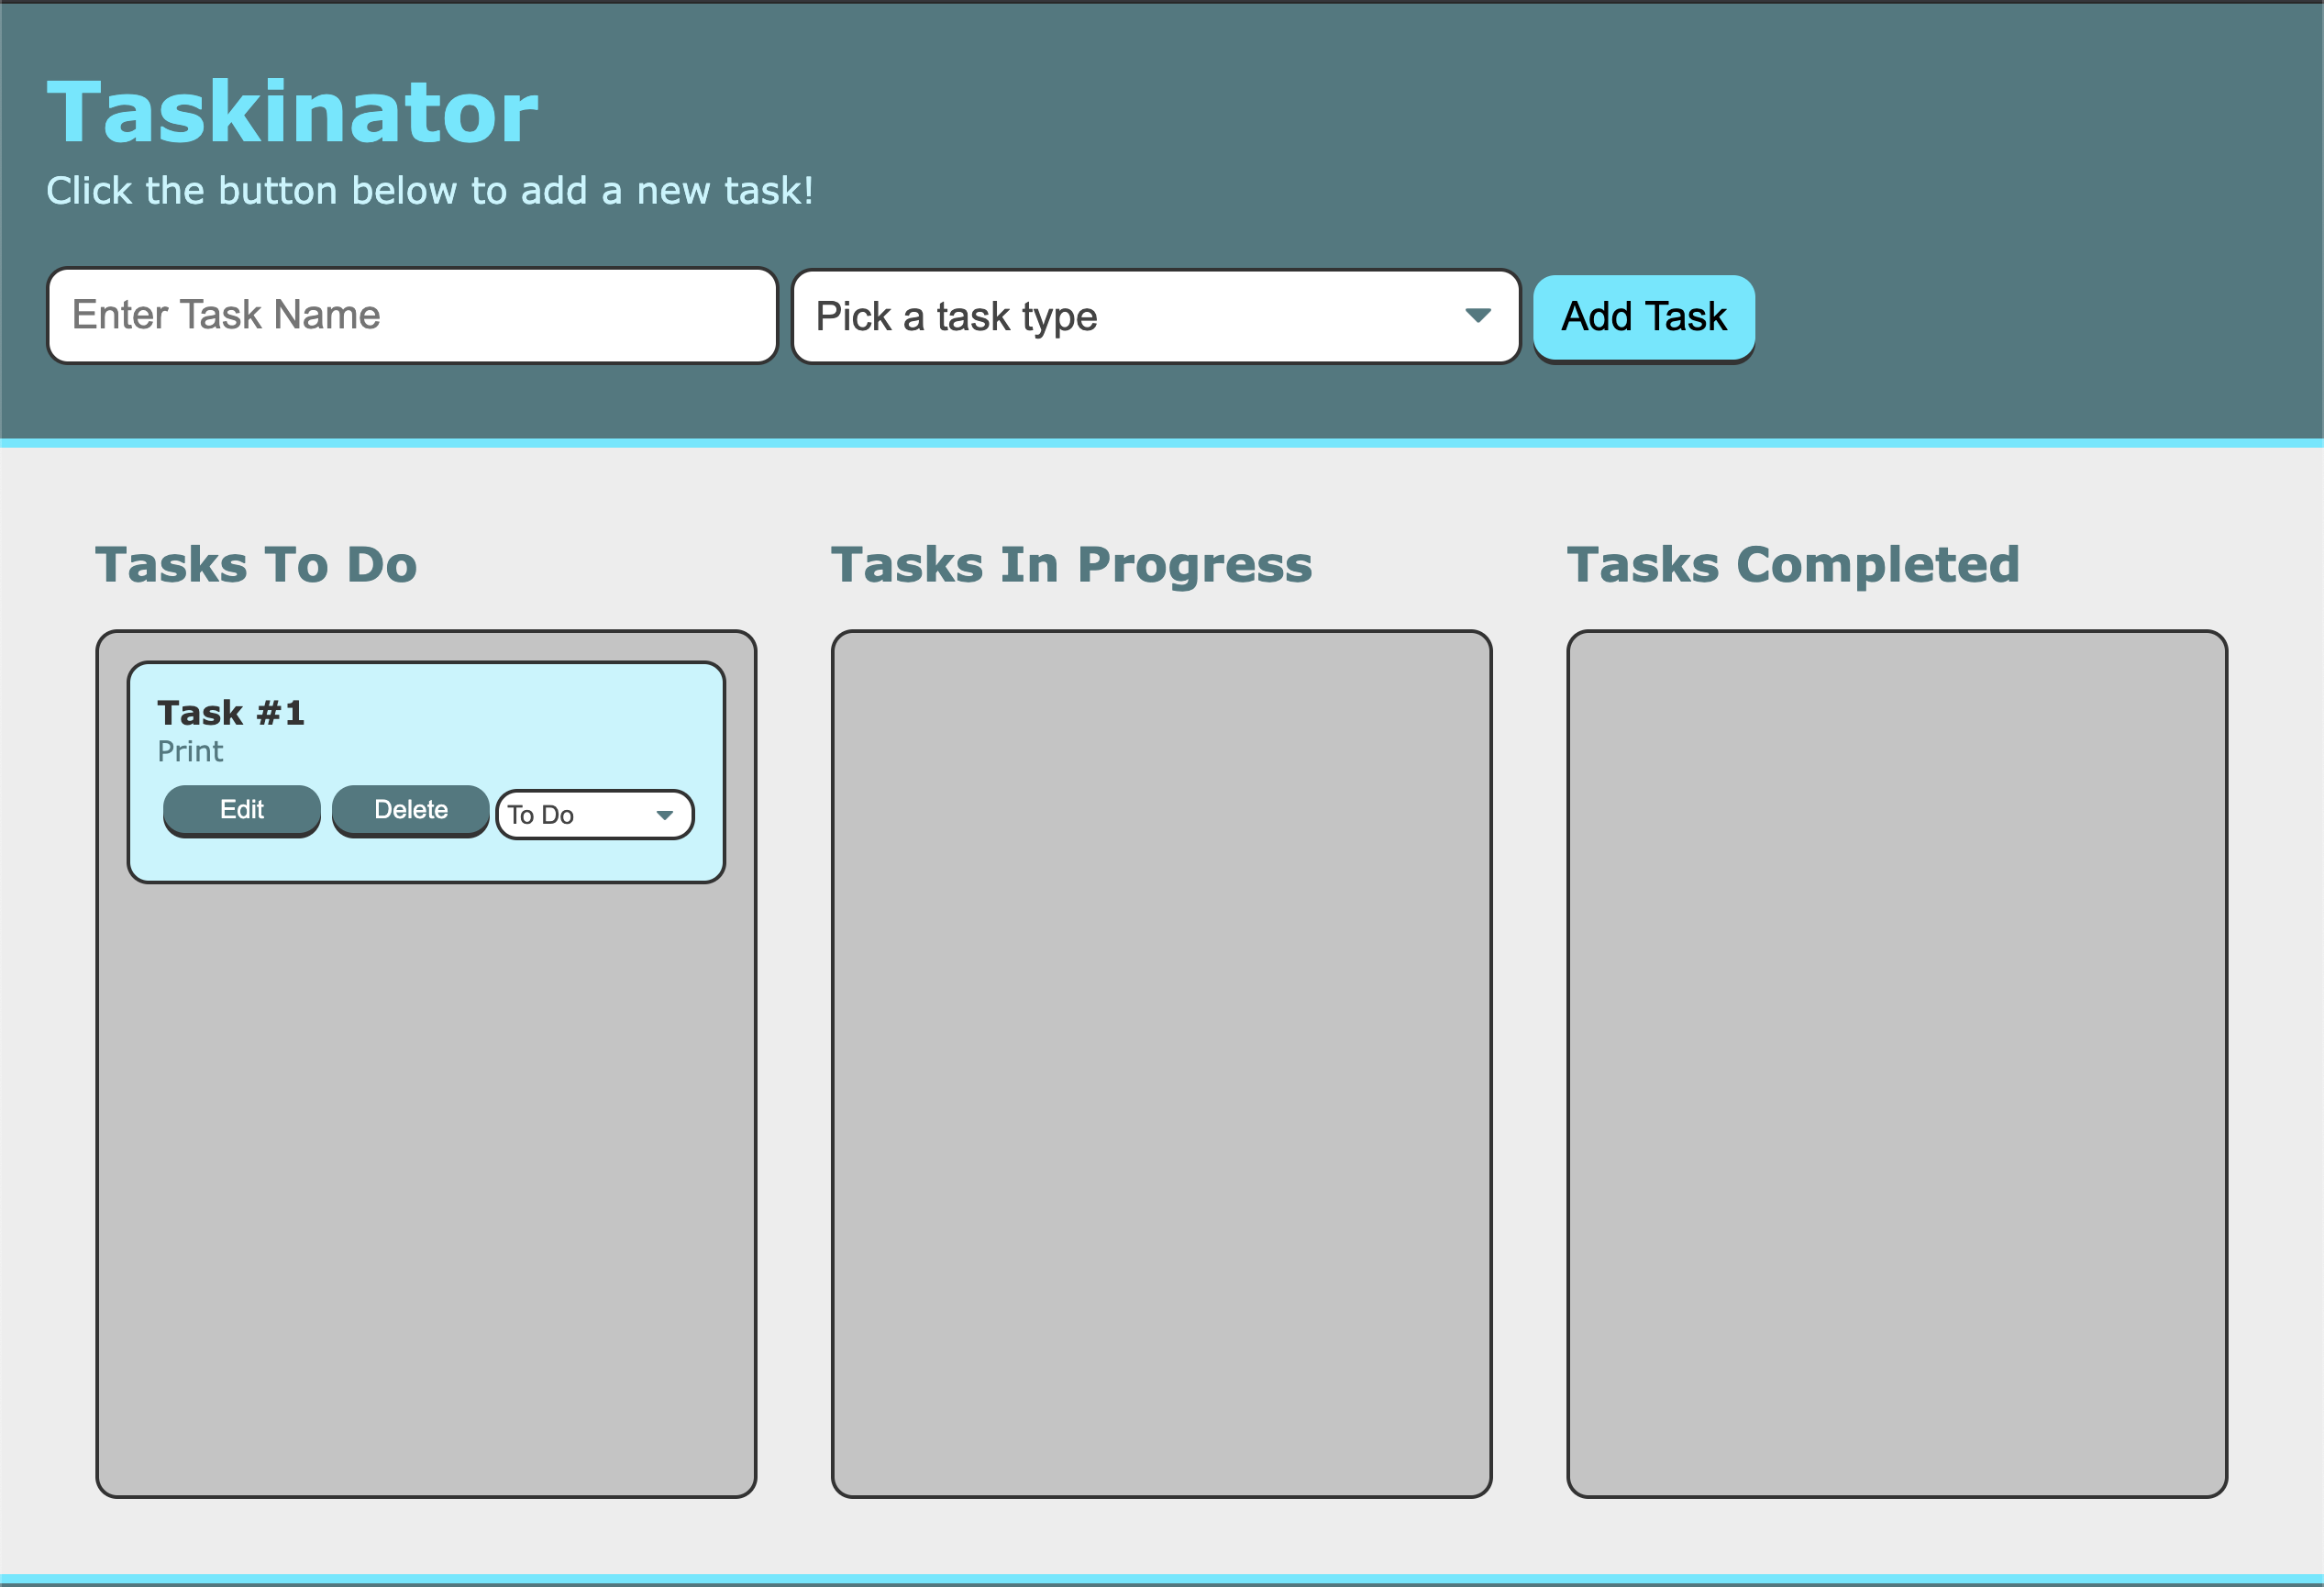 Taskinator
Click the button below to add a new task!
Enter Task Name
Pick a task type
Add Task
Tasks To Do
Tasks In Progress
Tasks Completed
Task #1
Print
Edit
Delete
To Do